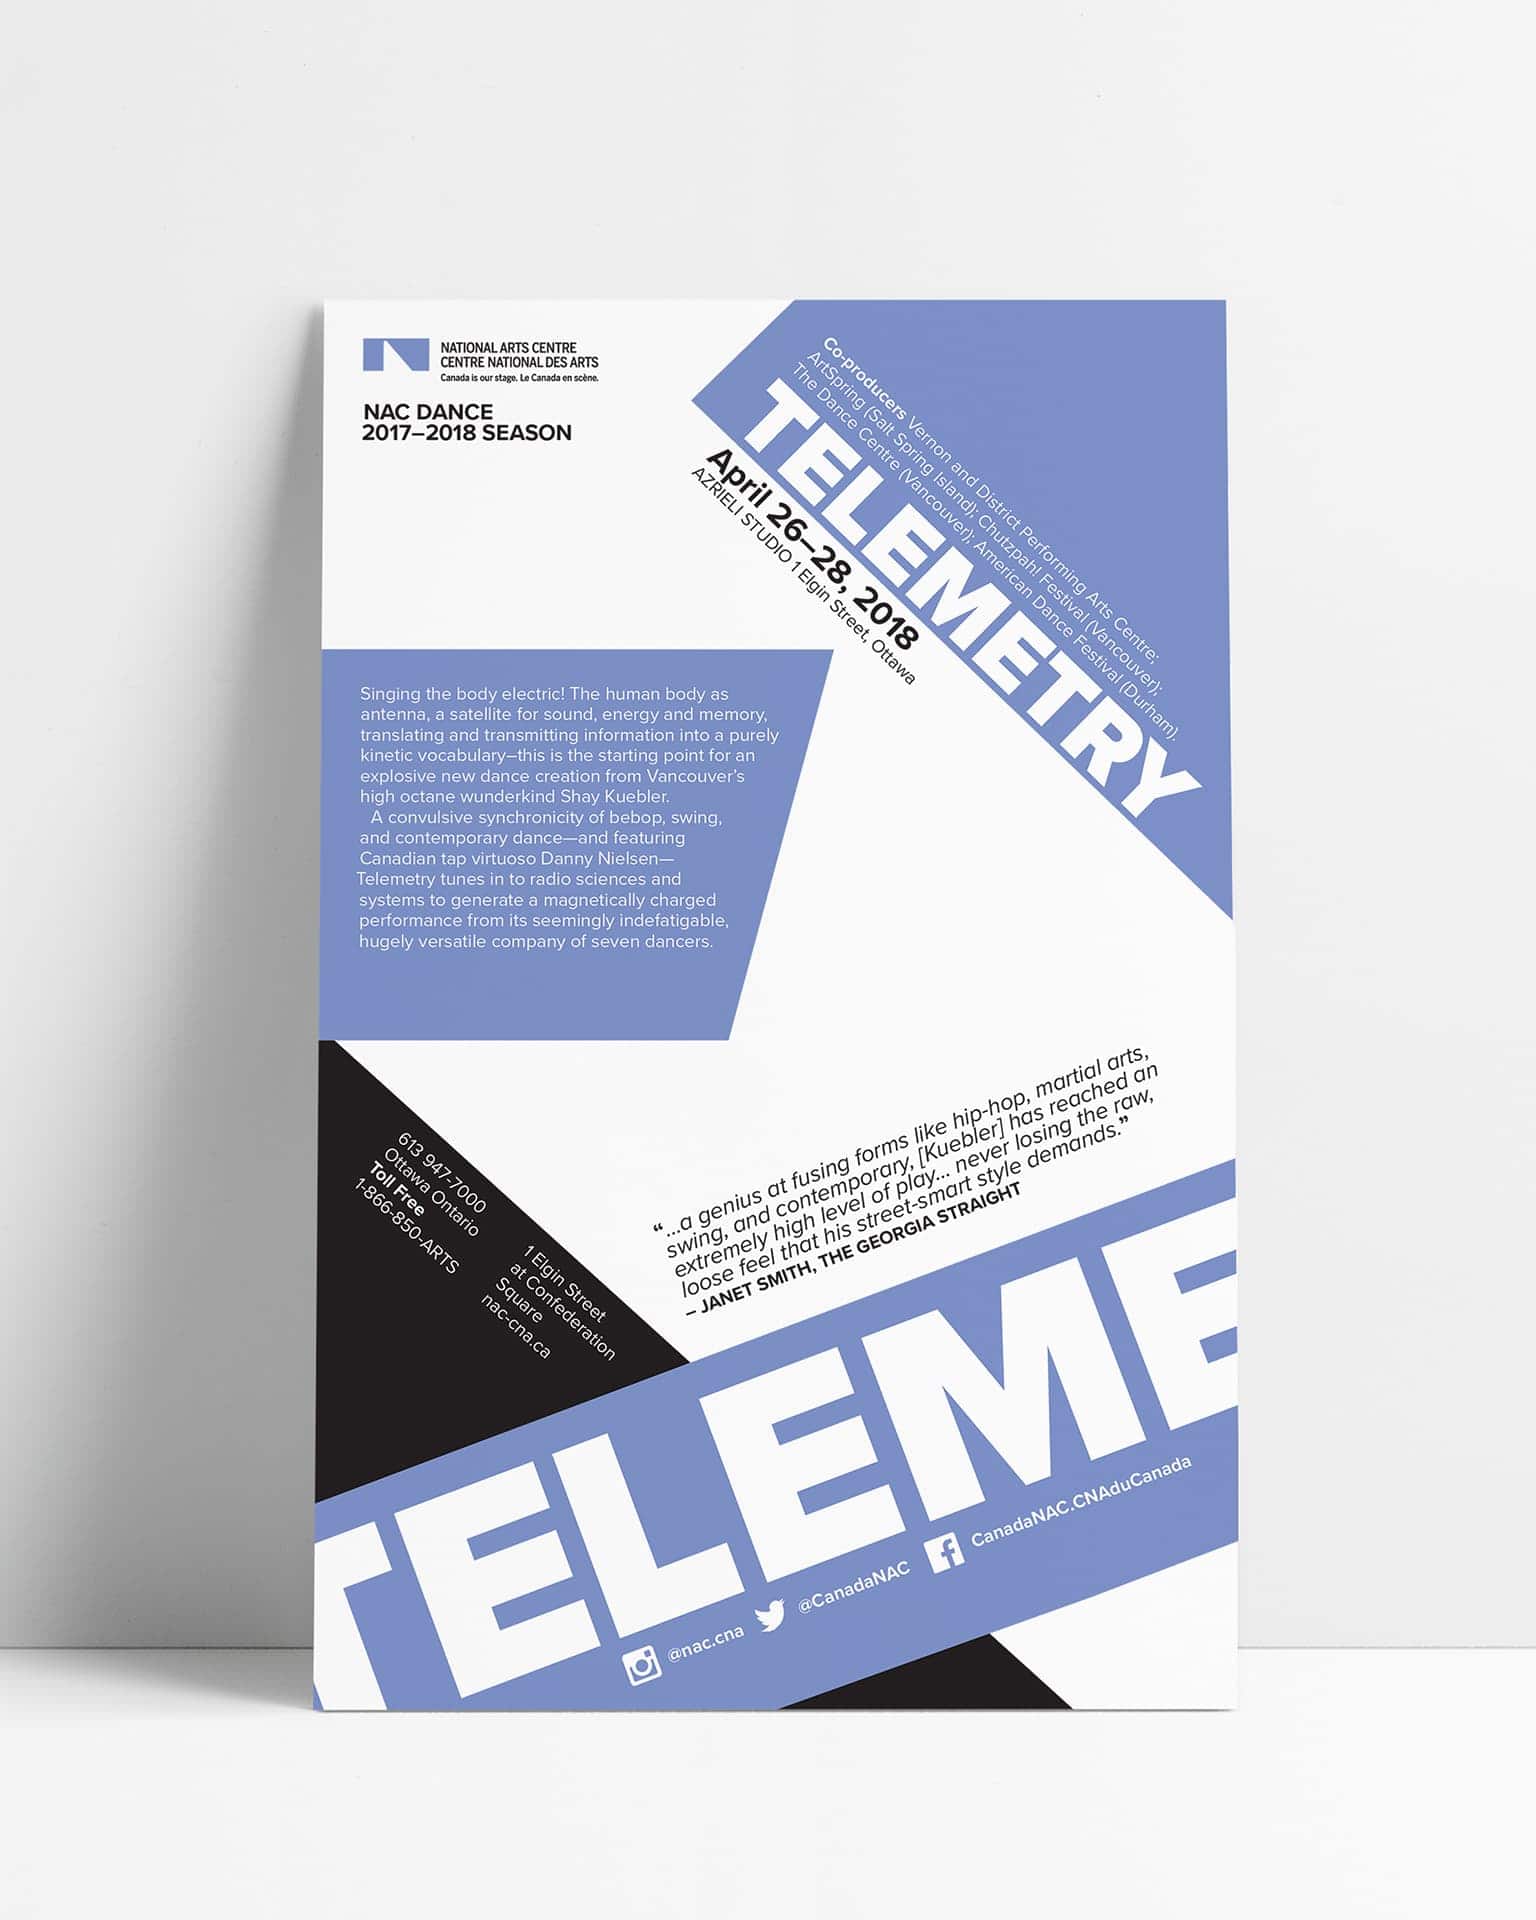 NATIONAL ARTS CENTRE
CENTRE NATIONAL DES ARTS
Canada is our stage. Le Canada en scène.
NAC DANCE
2017–2018 SEASON
Co-producers Vernon and District Performing Arts Centre;
ArtSpring (Salt Spring Island); Chutzpah! Festival (Vancouver);
The Dance Centre (Vancouver); American Dance Festival (Durham).
TELEMETRY
April 26–28, 2018
AZRIELI STUDIO 1 Elgin Street, Ottawa
Singing the body electric! The human body as
antenna, a satellite for sound, energy and memory,
translating and transmitting information into a purely
kinetic vocabulary–this is the starting point for an
explosive new dance creation from Vancouver's
high octane wunderkind Shay Kuebler.
A convulsive synchronicity of bebop, swing,
and contemporary dance—and featuring
Canadian tap virtuoso Danny Nielsen—
Telemetry tunes in to radio sciences and
systems to generate a magnetically charged
performance from its seemingly indefatigable,
hugely versatile company of seven dancers.
613 947-7000
Ottawa Ontario
Toll Free
1-866-850-ARTS
1 Elgin Street
at Confederation
Square
nac-cna.ca
“...a genius at fusing forms like hip-hop, martial arts,
swing, and contemporary, [Kuebler] has reached an
extremely high level of play... never losing the raw,
loose feel that his street-smart style demands.”
– JANET SMITH, THE GEORGIA STRAIGHT
TELEME
@nac.cna @CanadaNAC CanadaNAC.CNAduCanada